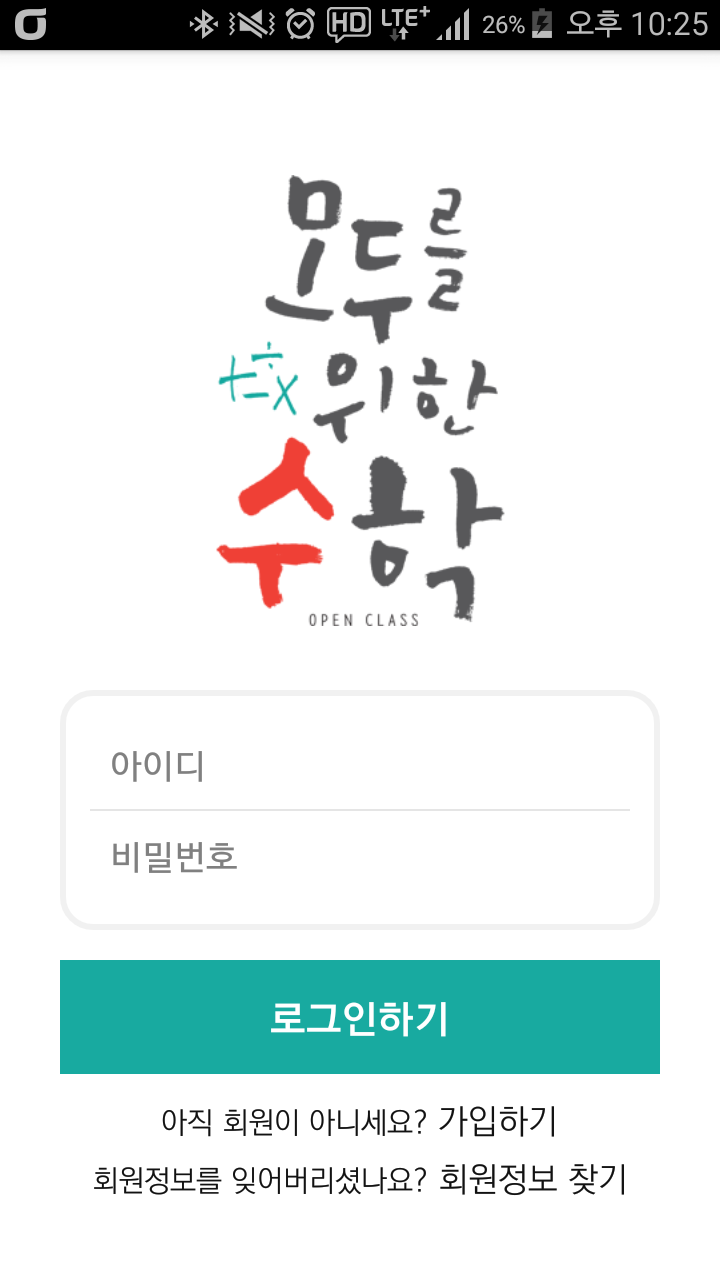 HD LTE+ 26% 오후 10:25
모두를
위한
수학
OPEN CLASS
아이디
비밀번호
로그인하기
아직 회원이 아니세요? 가입하기
회원정보를 잊어버리셨나요? 회원정보 찾기